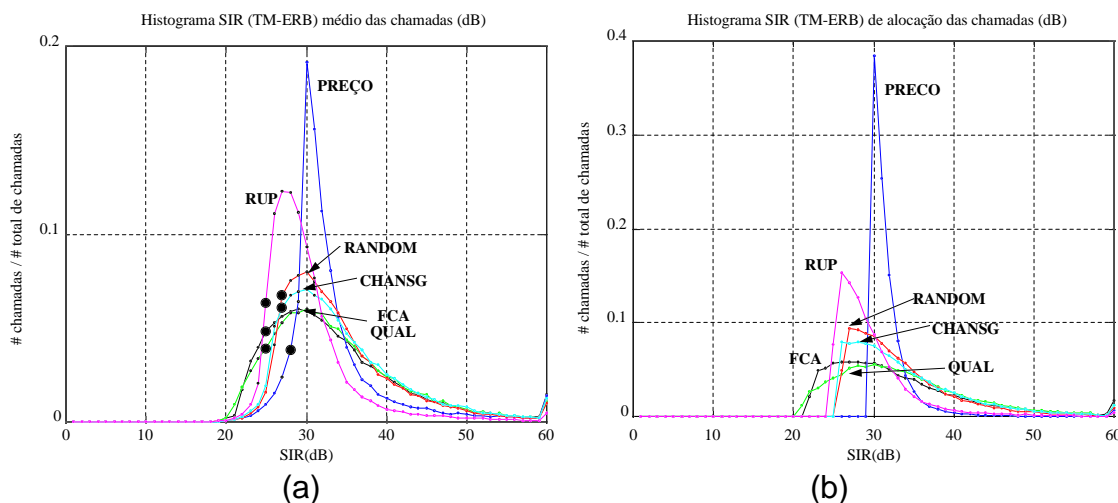 Histograma SIR (TM-ERB) médio das chamadas (dB)
0.2
0.1
0
# chamadas / # total de chamadas
PREÇO
RUP
RANDOM
CHANSG
FCA
QUAL
0 10 20 30 40 50 60
SIR(dB)
(a)
Histograma SIR (TM-ERB) de alocação das chamadas (dB)
0.4
0.3
0.2
0.1
0
# chamadas / # total de chamadas
PRECO
RUP
RANDOM
CHANSG
FCA
QUAL
0 10 20 30 40 50 60
SIR(dB)
(b)